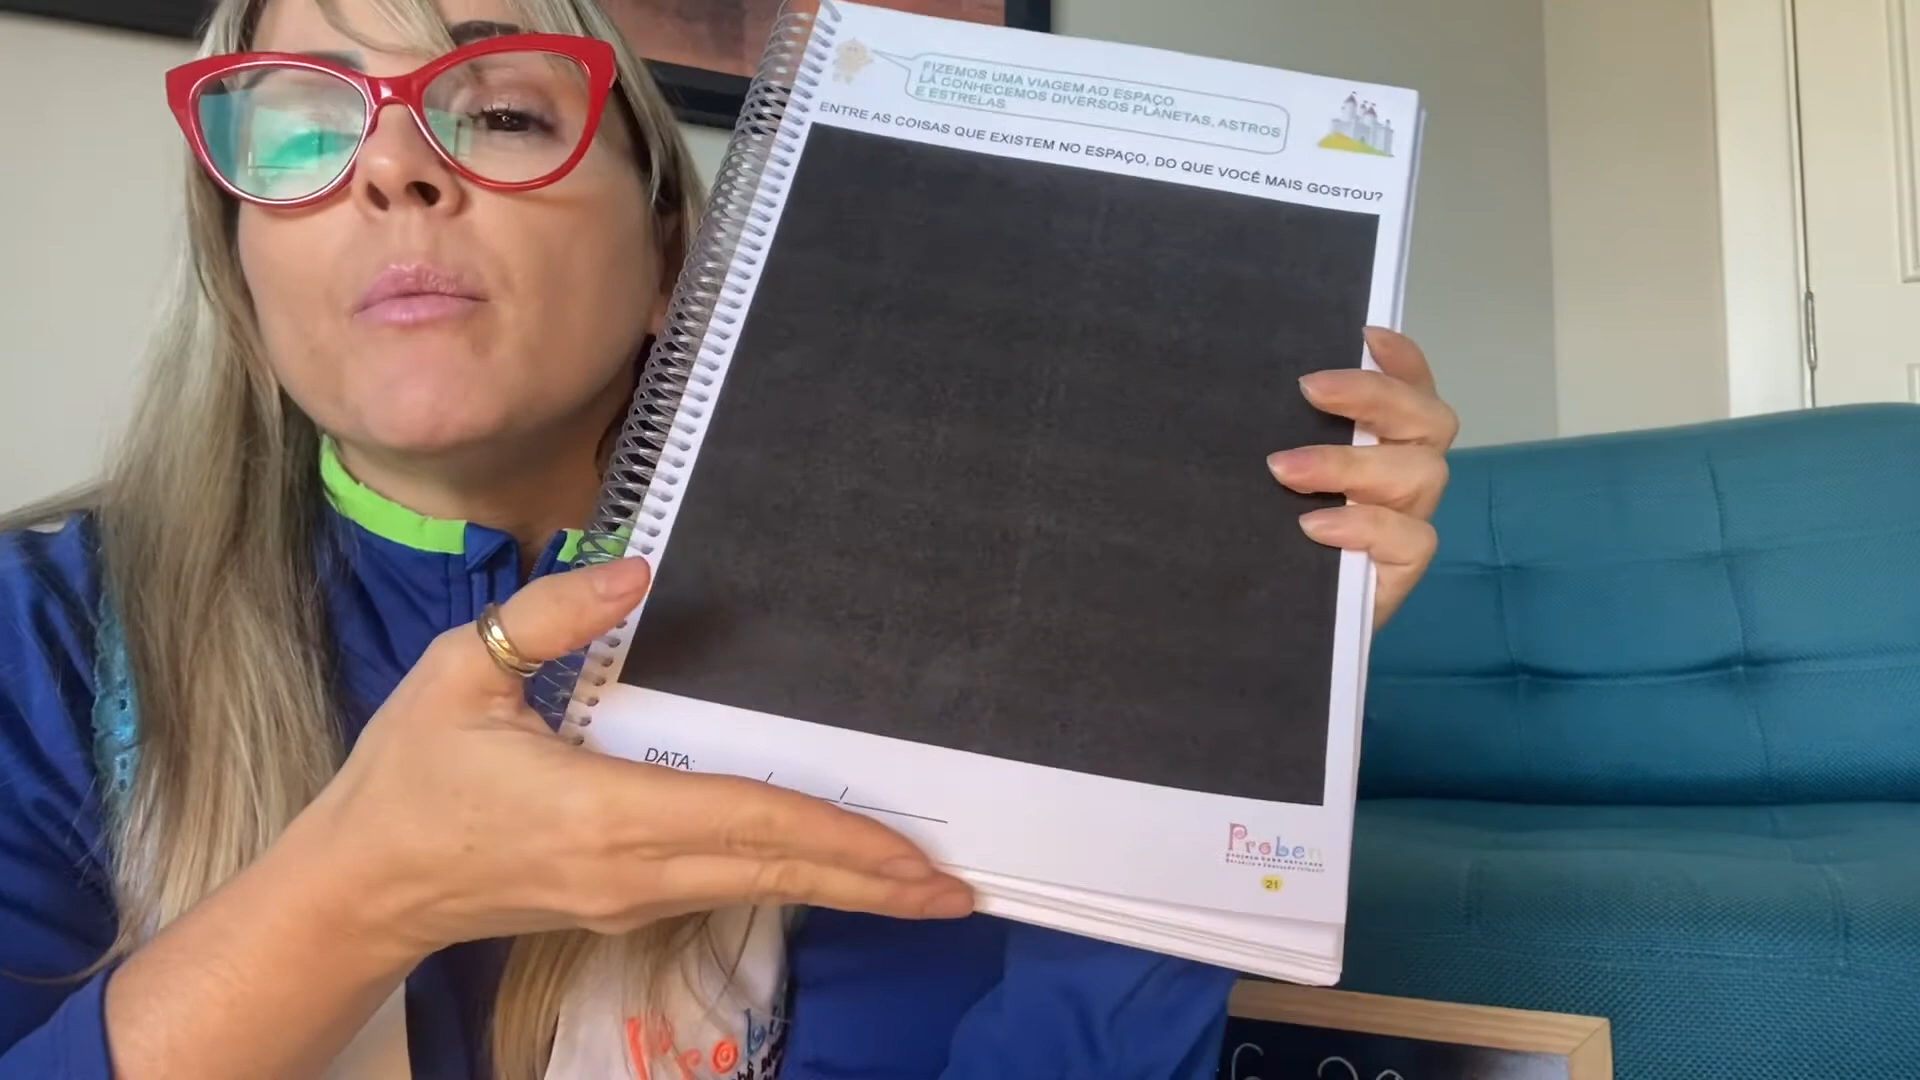 FIZEMOS UMA VIAGEM AO ESPAÇO
LÁ CONHECEMOS DIVERSOS PLANETAS, ASTROS
E ESTRELAS
ENTRE AS COISAS QUE EXISTEM NO ESPAÇO, DO QUE VOCÊ MAIS GOSTOU?
DATA:
Proben
21